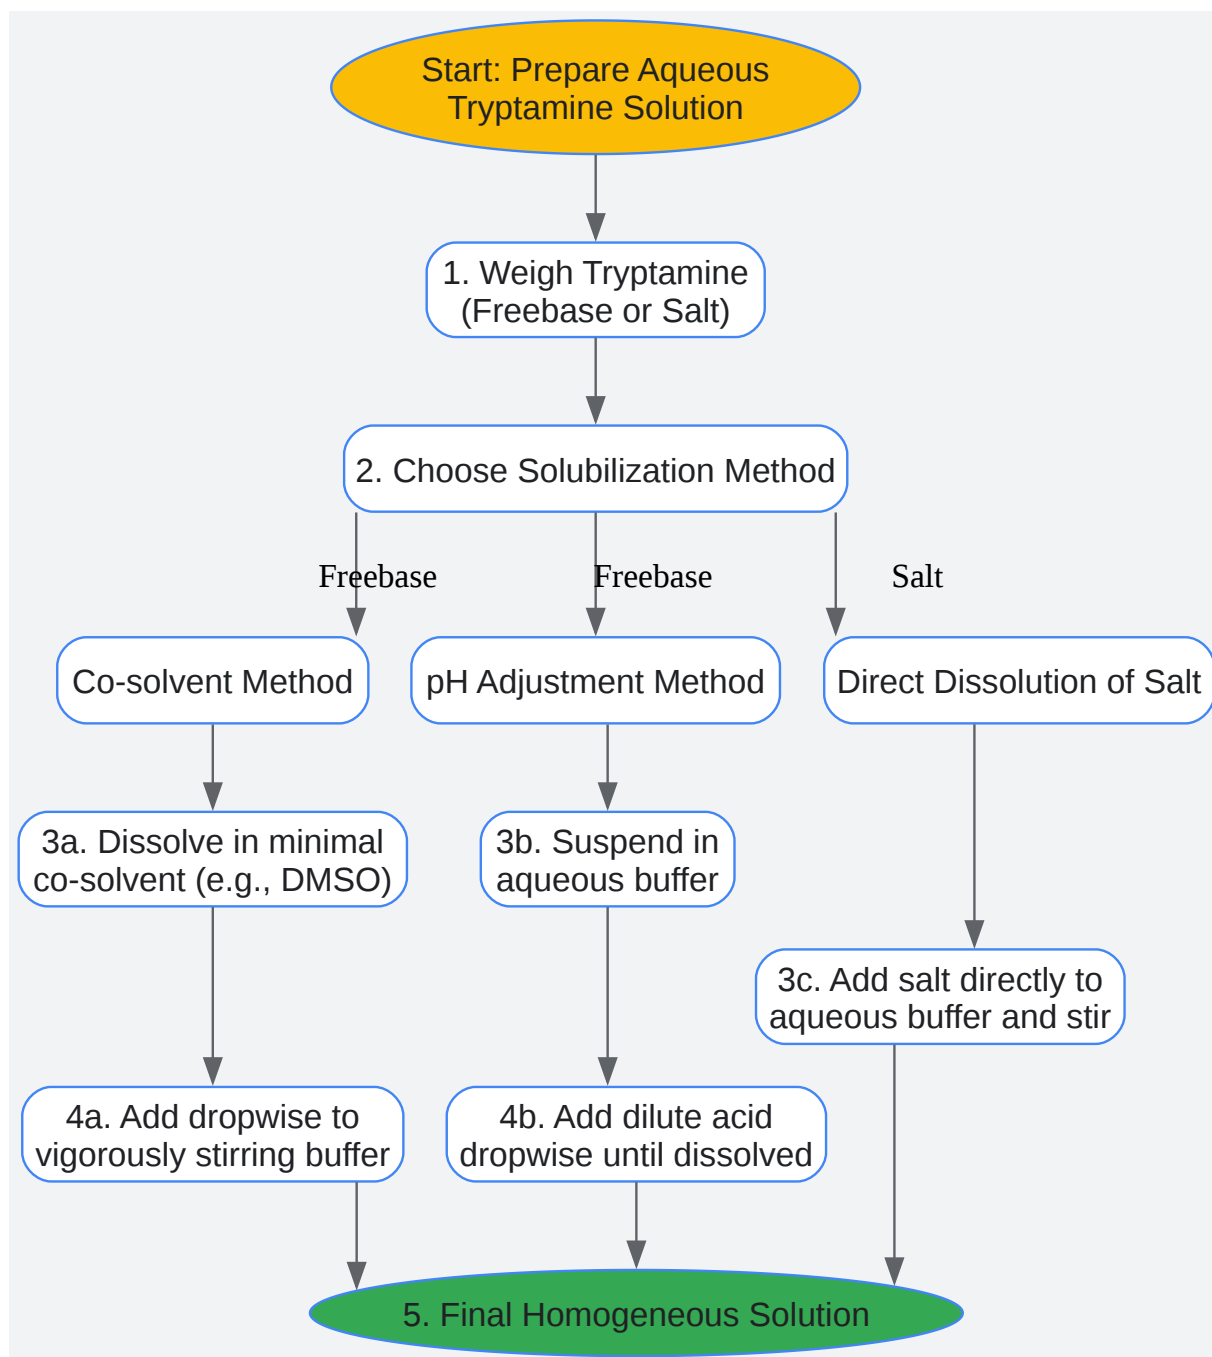 Start: Prepare Aqueous
Tryptamine Solution
1. Weigh Tryptamine
(Freebase or Salt)
2. Choose Solubilization Method
Freebase
Freebase
Salt
Co-solvent Method
pH Adjustment Method
Direct Dissolution of Salt
3a. Dissolve in minimal
co-solvent (e.g., DMSO)
3b. Suspend in
aqueous buffer
3c. Add salt directly to
aqueous buffer and stir
4a. Add dropwise to
vigorously stirring buffer
4b. Add dilute acid
dropwise until dissolved
5. Final Homogeneous Solution